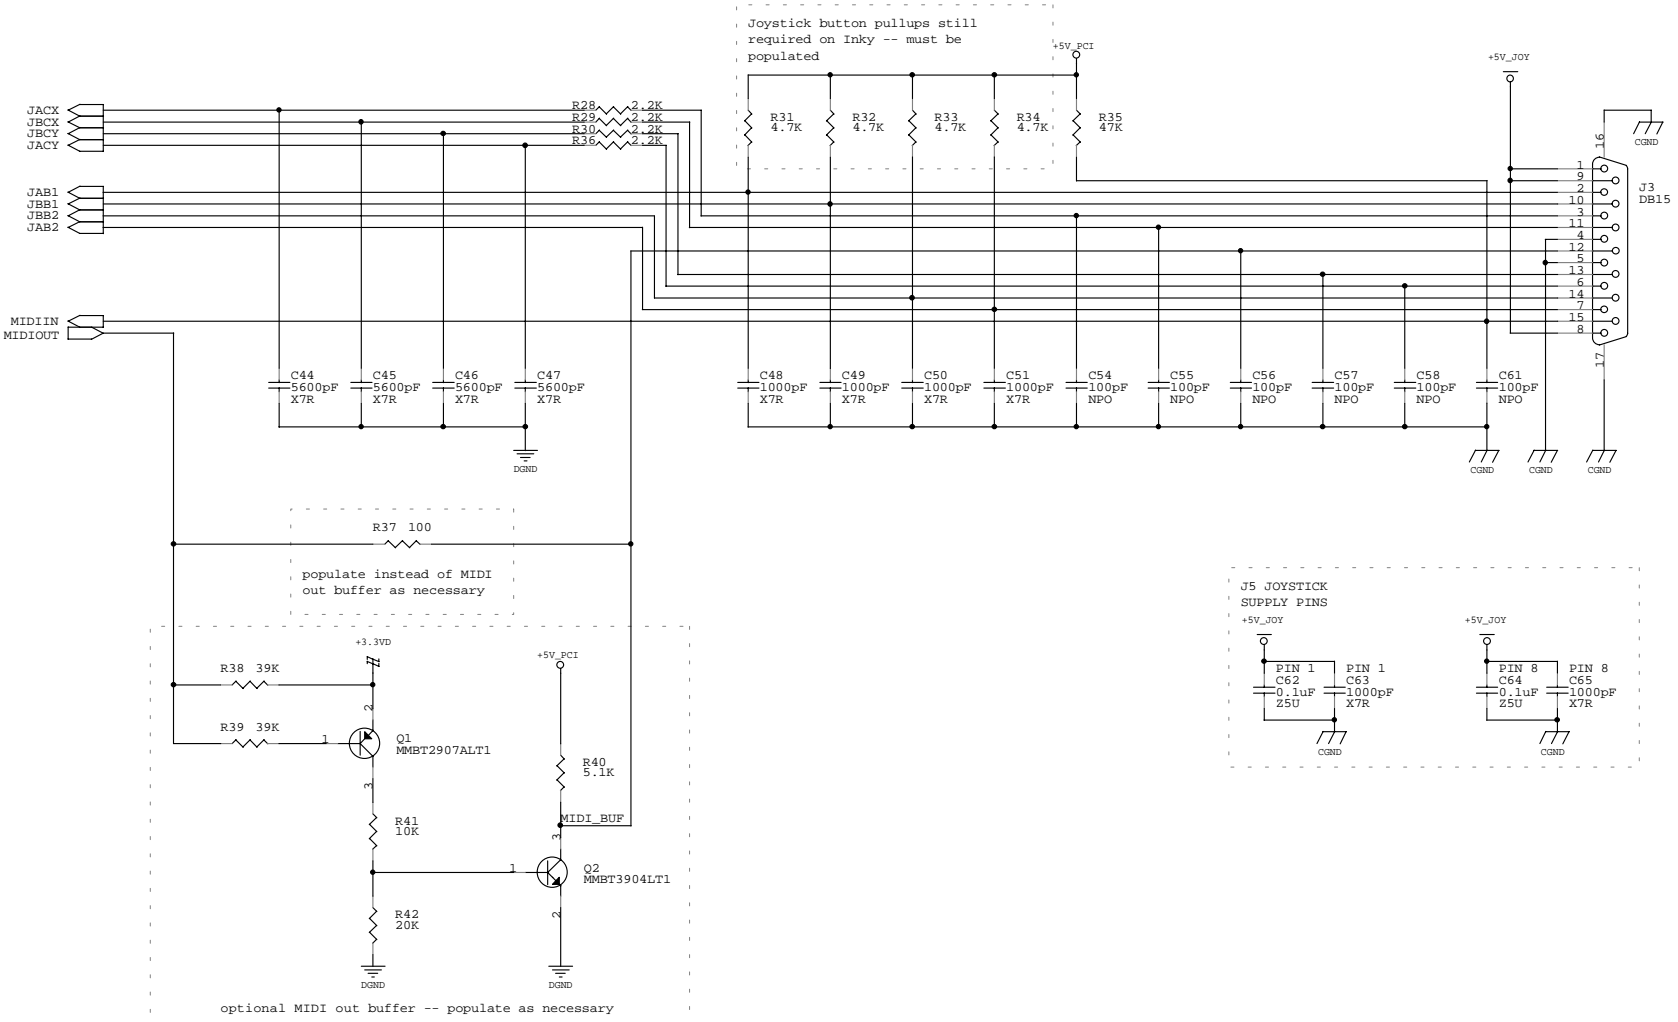 Joystick button pullups still
required on Inky -- must be
populated
+5V_PCI
+5V_JOY
JACX
JBCX
JBCY
JACY
R28 2.2K
R29 2.2K
R30 2.2K
R36 2.2K
R31
4.7K
R32
4.7K
R33
4.7K
R34
4.7K
R35
47K
16
CGND
JAB1
JBB1
JBB2
JAB2
1
9
2
10
3
11
4
12
5
13
6
14
7
15
8
J3
DB15
17
MIDIIN
MIDIOUT
C44
5600pF
X7R
C45
5600pF
X7R
C46
5600pF
X7R
C47
5600pF
X7R
C48
1000pF
X7R
C49
1000pF
X7R
C50
1000pF
X7R
C51
1000pF
X7R
C54
100pF
NPO
C55
100pF
NPO
C56
100pF
NPO
C57
100pF
NPO
C58
100pF
NPO
C61
100pF
NPO
DGND
CGND
CGND
CGND
R37 100
populate instead of MIDI
out buffer as necessary
J5 JOYSTICK
SUPPLY PINS
+5V_JOY
+5V_JOY
PIN 1
C62
0.1uF
Z5U
PIN 1
C63
1000pF
X7R
CGND
PIN 8
C64
0.1uF
Z5U
PIN 8
C65
1000pF
X7R
CGND
+3.3VD
+5V_PCI
R38 39K
2
R39 39K
1
Q1
MMBT2907ALT1
3
R40
5.1K
R41
10K
MIDI_BUF
3
1
Q2
MMBT3904LT1
2
R42
20K
DGND
DGND
optional MIDI out buffer -- populate as necessary